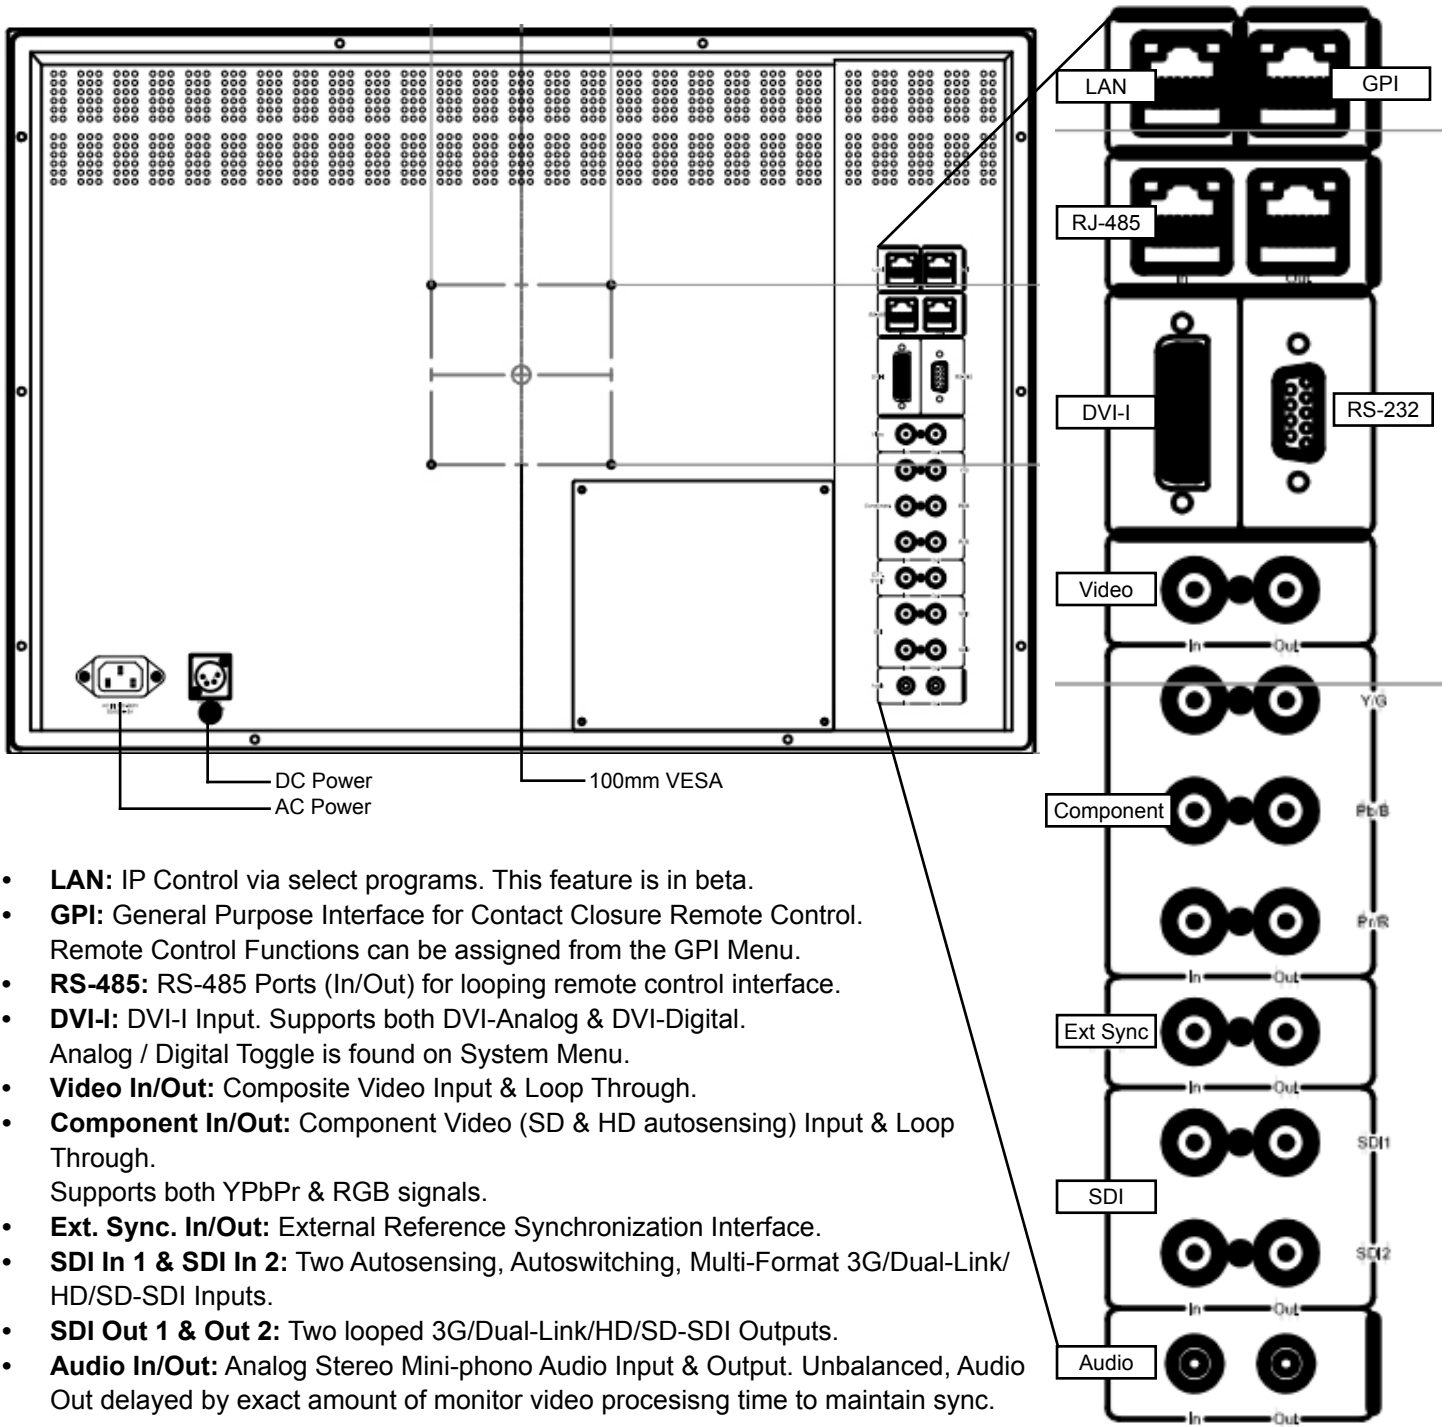 LAN
GPI
RJ-485
In
Out
DVI-I
RS-232
Video
In
Out
Y/G
Component
Pb/B
Pr/R
In
Out
Ext Sync
In
Out
SDI1
SDI
SDI2
In
Out
Audio
In
Out
DC Power
100mm VESA
AC Power
• LAN: IP Control via select programs. This feature is in beta.
• GPI: General Purpose Interface for Contact Closure Remote Control.
Remote Control Functions can be assigned from the GPI Menu.
• RS-485: RS-485 Ports (In/Out) for looping remote control interface.
• DVI-I: DVI-I Input. Supports both DVI-Analog & DVI-Digital.
Analog / Digital Toggle is found on System Menu.
• Video In/Out: Composite Video Input & Loop Through.
• Component In/Out: Component Video (SD & HD autosensing) Input & Loop
Through.
Supports both YPbPr & RGB signals.
• Ext. Sync. In/Out: External Reference Synchronization Interface.
• SDI In 1 & SDI In 2: Two Autosensing, Autoswitching, Multi-Format 3G/Dual-Link/
HD/SD-SDI Inputs.
• SDI Out 1 & Out 2: Two looped 3G/Dual-Link/HD/SD-SDI Outputs.
• Audio In/Out: Analog Stereo Mini-phono Audio Input & Output. Unbalanced, Audio
Out delayed by exact amount of monitor video procesisng time to maintain sync.